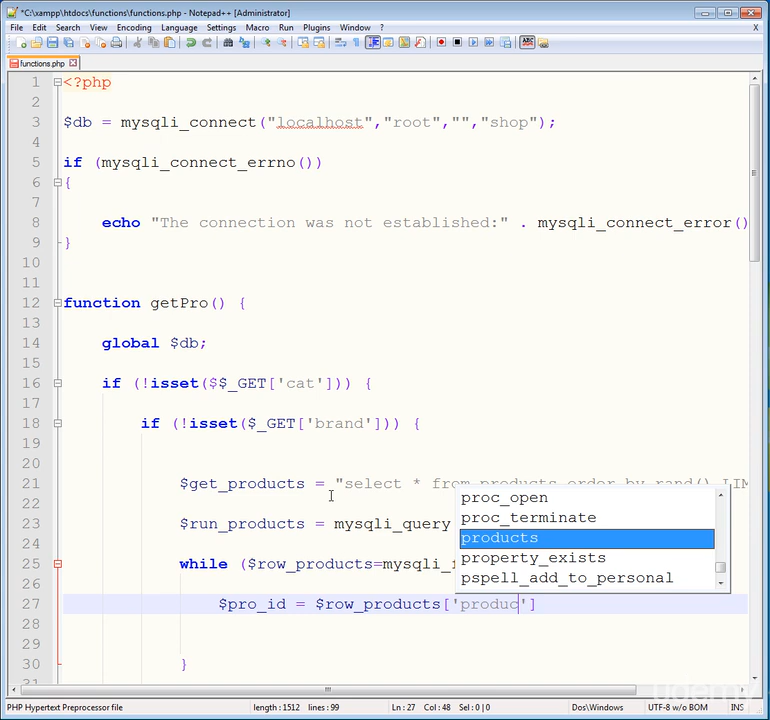 *C:\xampp\htdocs\functions\functions.php - Notepad++ [Administrator]
File Edit Search View Encoding Language Settings Macro Run Plugins Window ? X
functions.php
1 <?php
2
3 $db = mysqli_connect("localhost","root","","shop");
4
5 if (mysqli_connect_errno())
6 {
7
8 echo "The connection was not established:" . mysqli_connect_error()
9 }
10
11
12 function getPro() {
13
14 global $db;
15
16 if (!isset($$_GET['cat'])) {
17
18 if (!isset($_GET['brand'])) {
19
20
21 $get_products = "select * from products order by rand() LIM
22
23 $run_products = mysqli_query
24
25 while ($row_products=mysqli_f
26
27 $pro_id = $row_products['produc']
28
29
30 }
31
proc_open
proc_terminate
products
property_exists
pspell_add_to_personal
PHP Hypertext Preprocessor file length : 1512 lines : 99 Ln : 27 Col : 48 Sel : 0 | 0 Dos\Windows UTF-8 w/o BOM INS
udemy